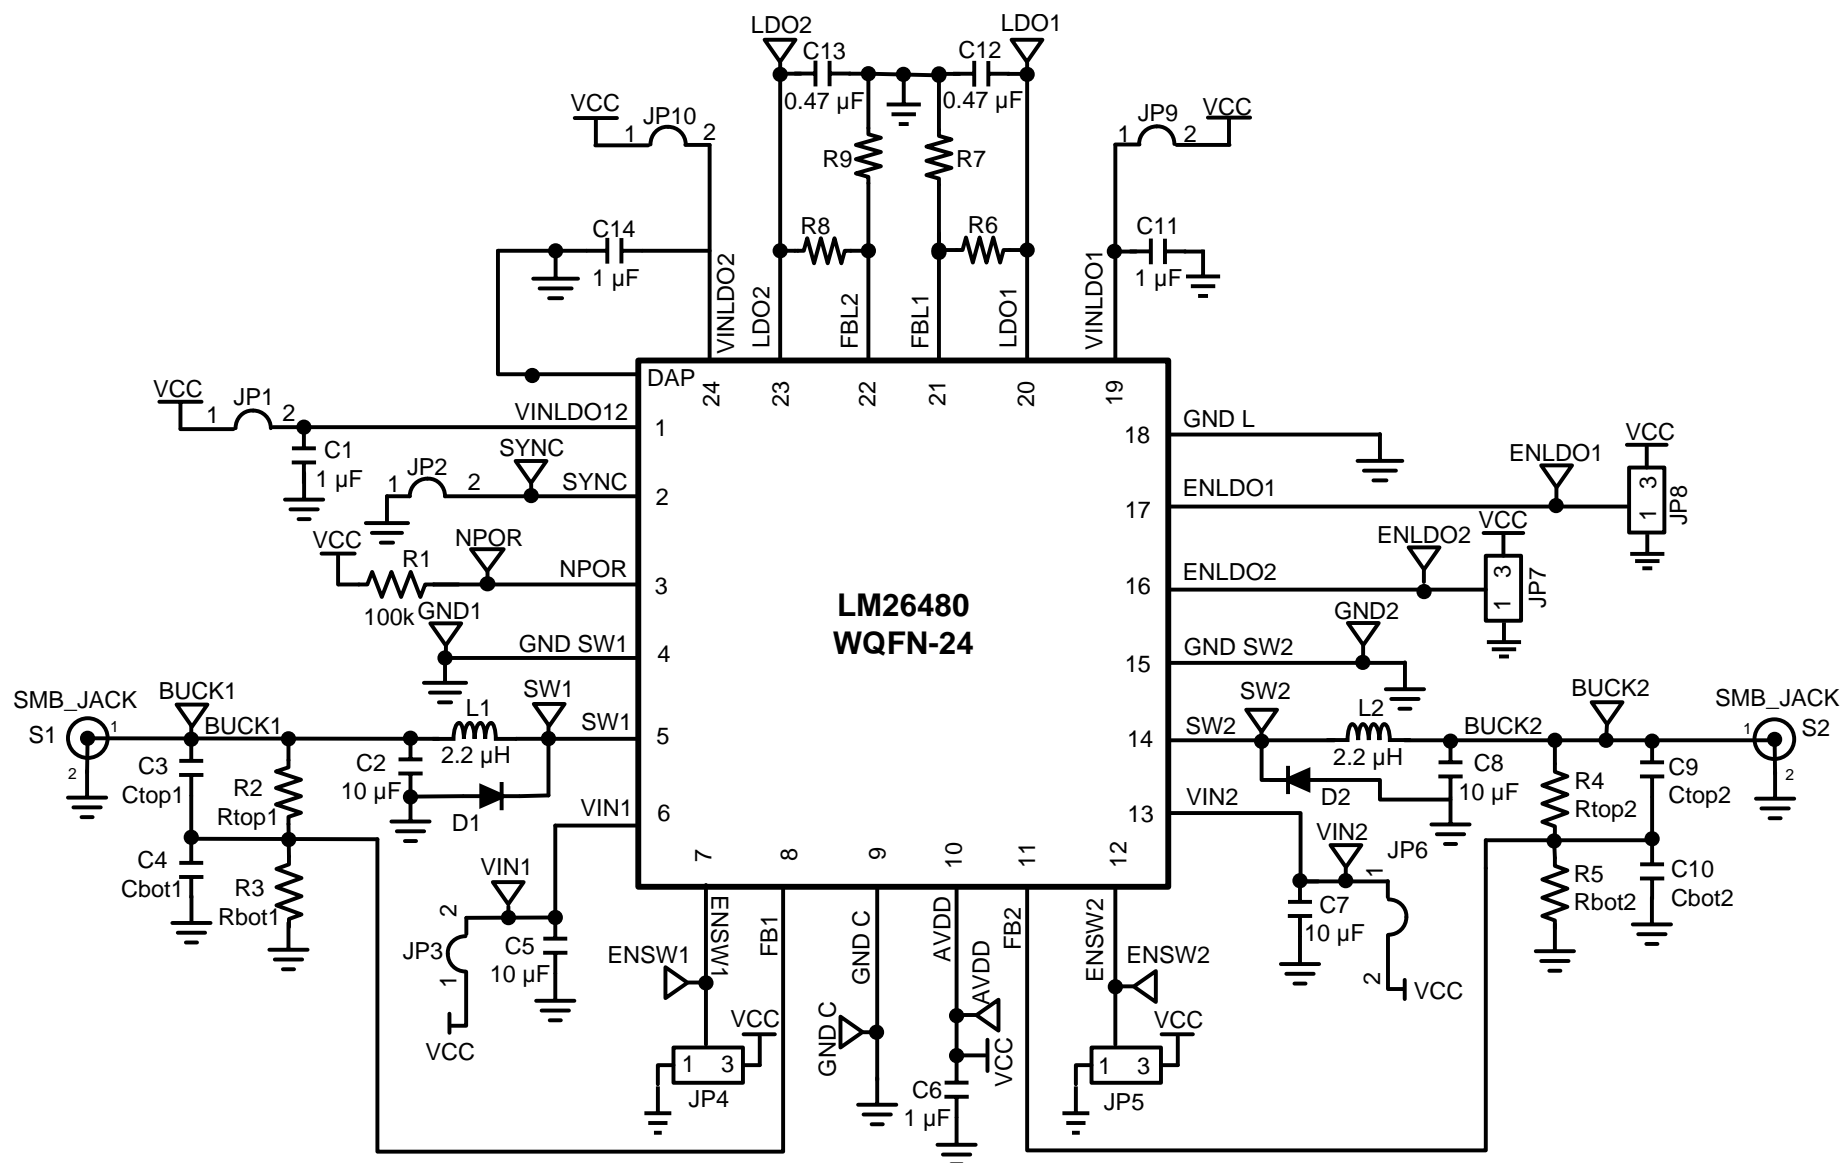 LDO2
LDO1
C13
C12
0.47 µF
0.47 µF
VCC
JP10
1
2
JP9
VCC
1
2
R9
R7
C14
1 µF
R8
R6
C11
1 µF
VINLDO2
LDO2
FBL2
FBL1
LDO1
VINLDO1
DAP
24
23
22
21
20
19
VCC
JP1
1
2
VINLDO12
1
C1
1 µF
JP2
1
2
SYNC
SYNC
2
VCC
R1
100k
NPOR
NPOR
3
GND1
GND SW1
4
LM26480
WQFN-24
18
GND L
17
ENLDO1
ENLDO1
VCC
3
1
JP8
16
ENLDO2
ENLDO2
VCC
3
1
JP7
15
GND SW2
GND2
SMB_JACK
S1
1
2
BUCK1
BUCK1
L1
2.2 µH
SW1
SW1
5
C3
Ctop1
R2
Rtop1
C2
10 µF
D1
VIN1
6
C4
Cbot1
R3
Rbot1
14
SW2
SW2
L2
2.2 µH
BUCK2
BUCK2
SMB_JACK
S2
1
2
D2
C8
10 µF
R4
Rtop2
C9
Ctop2
13
VIN2
VIN2
JP6
1
2
C7
10 µF
VCC
R5
Rbot2
C10
Cbot2
7
8
9
10
11
12
VIN1
2
JP3
1
VCC
C5
10 µF
ENSW1
ENSW1
FB1
GND C
GND C
AVDD
AVDD
FB2
ENSW2
ENSW2
VCC
1
3
JP4
VCC
C6
1 µF
VCC
1
3
JP5